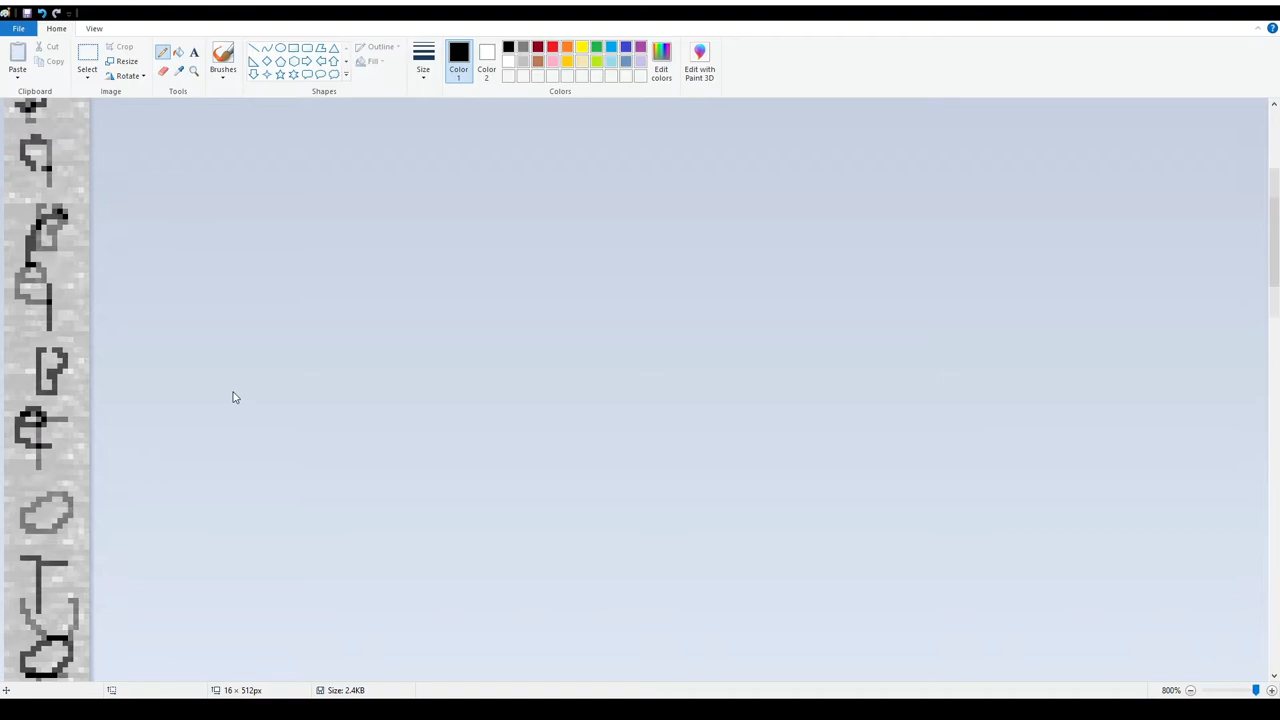 File Home View
Paste Cut Copy Clipboard
Select Crop Resize Rotate Image
Tools
Brushes
Outline Fill Shapes
Size
Color 1 Color 2 Edit colors Colors
Edit with Paint 3D
16 × 512px Size: 2.4KB 800%